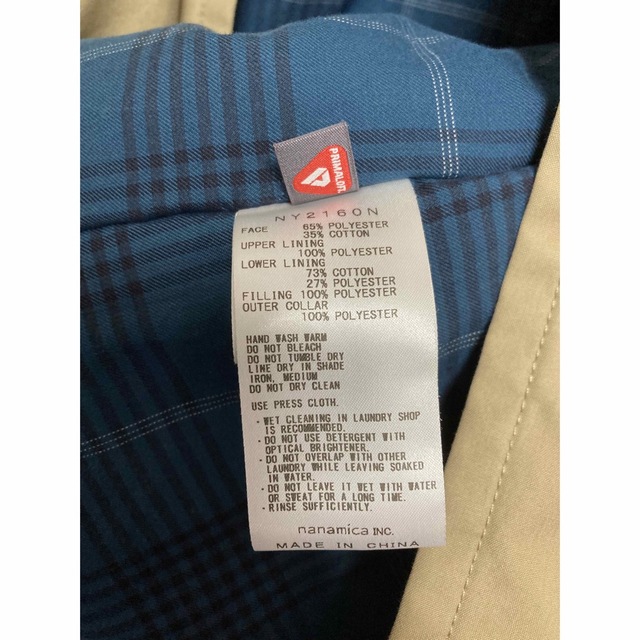 PRIMALOFT
NY2160N
FACE 65% POLYESTER
35% COTTON
UPPER LINING
100% POLYESTER
LOWER LINING
73% COTTON
27% POLYESTER
FILLING 100% POLYESTER
OUTER COLLAR
100% POLYESTER
HAND WASH WARM
DO NOT BLEACH
DO NOT TUMBLE DRY
LINE DRY IN SHADE
IRON, MEDIUM
DO NOT DRY CLEAN
USE PRESS CLOTH.
・WET CLEANING IN LAUNDRY SHOP
IS RECOMMENDED.
・DO NOT USE DETERGENT WITH
OPTICAL BRIGHTENER.
・DO NOT OVERLAP WITH OTHER
LAUNDRY WHILE LEAVING SOAKED
IN WATER.
・DO NOT LEAVE IT WET WITH WATER
OR SWEAT FOR A LONG TIME.
・RINSE SUFFICIENTLY.
nanamica INC.
MADE IN CHINA